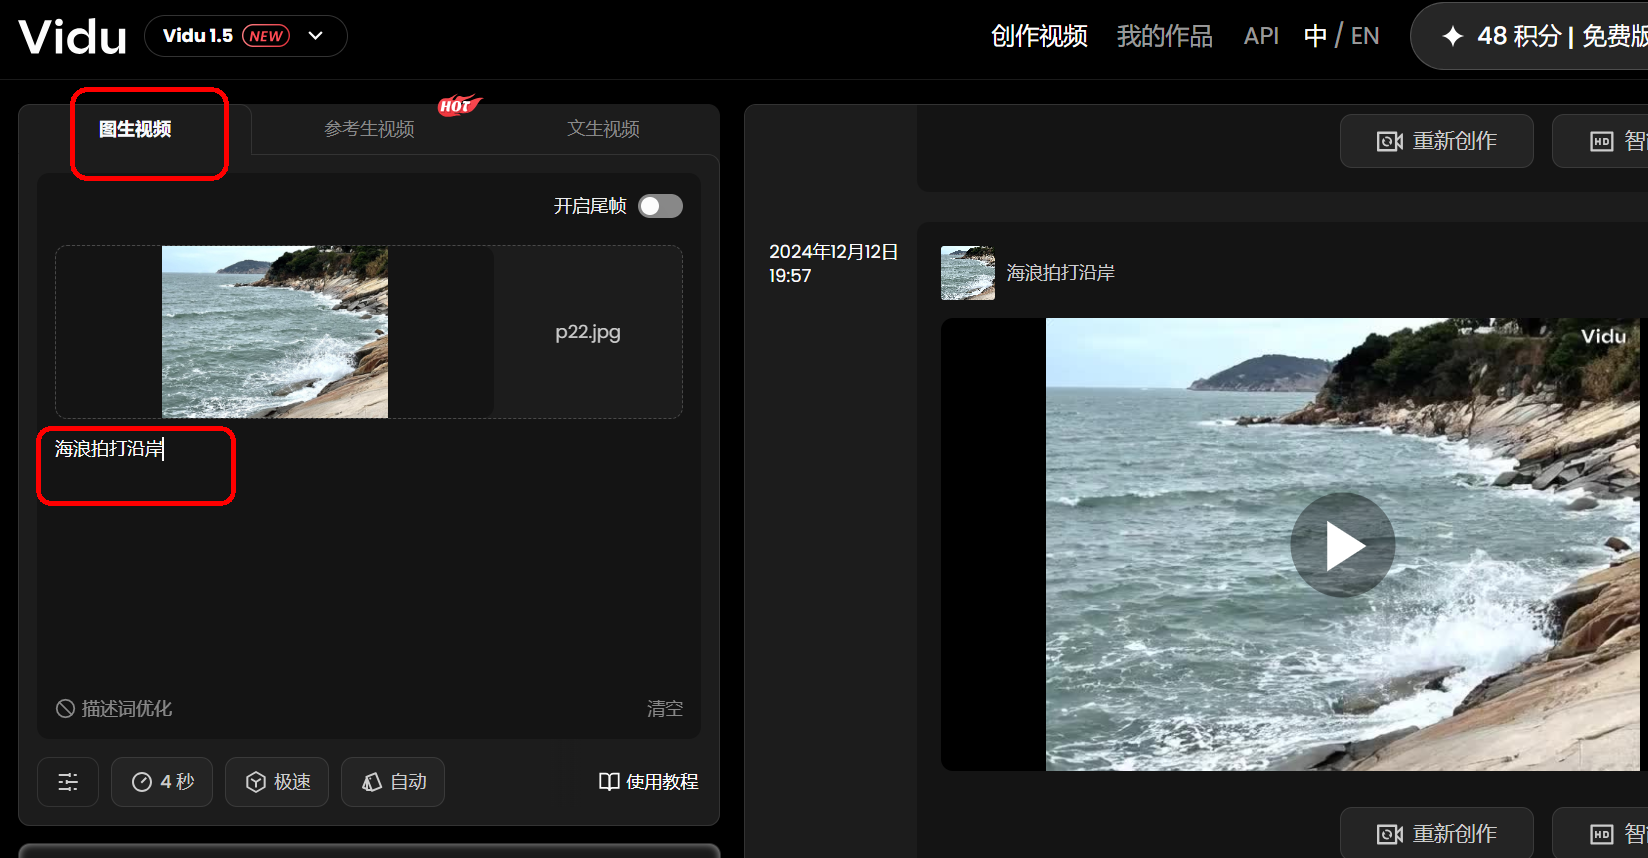 Vidu
Vidu 1.5 NEW
创作视频
我的作品
API
中 / EN
48 积分 | 免费版
图生视频
参考生视频
HOT
文生视频
开启尾帧
p22.jpg
海浪拍打沿岸
描述词优化
清空
4 秒
极速
自动
使用教程
重新创作
HD 智
2024年12月12日
19:57
海浪拍打沿岸
Vidu
重新创作
HD 智